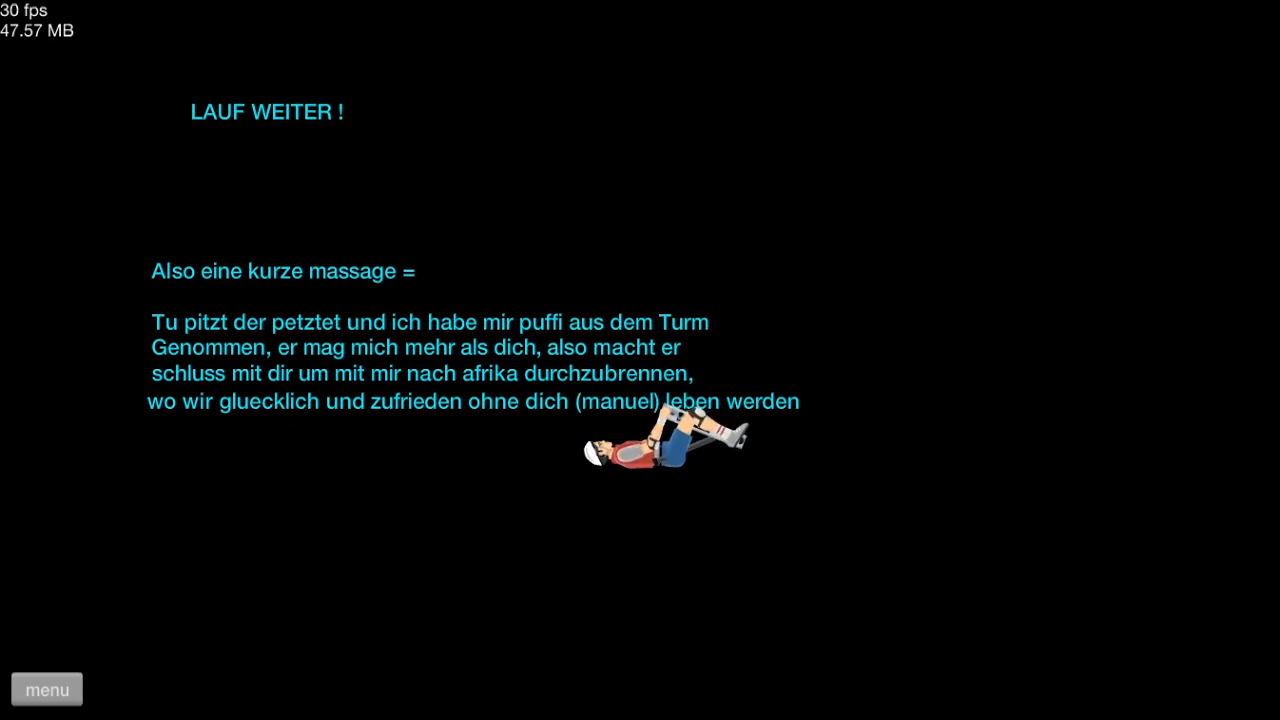 30 fps
47.57 MB
LAUF WEITER !
Also eine kurze massage =
Tu pitzt der petztet und ich habe mir puffi aus dem Turm
Genommen, er mag mich mehr als dich, also macht er
schluss mit dir um mit mir nach afrika durchzubrennen,
wo wir gluecklich und zufrieden ohne dich (manuel) leben werden
menu